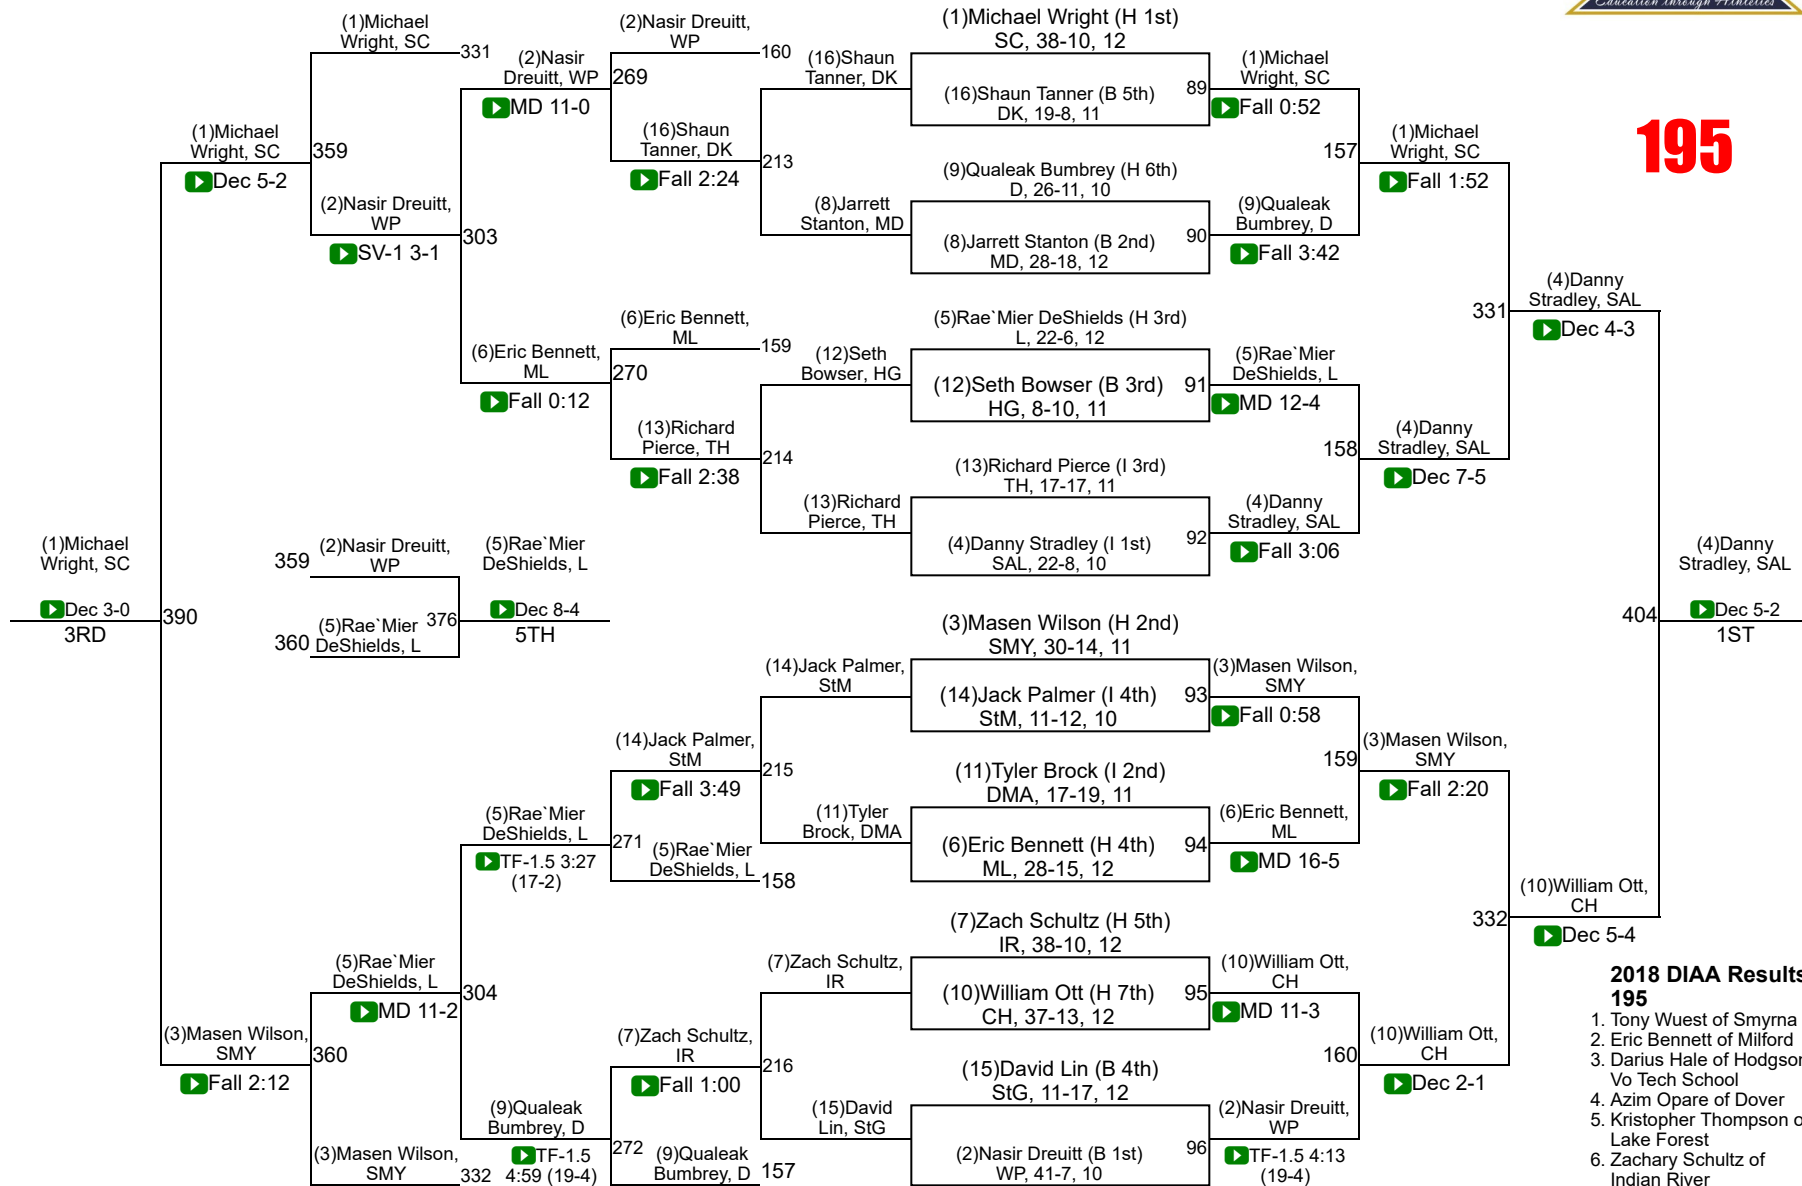 Education through Athletics
195
(1)Michael
Wright, SC
331
(2)Nasir Dreuitt,
WP
160
(1)Michael Wright (H 1st)
SC, 38-10, 12
(2)Nasir
Dreuitt, WP
269
MD 11-0
(16)Shaun
Tanner, DK
(16)Shaun Tanner (B 5th)
DK, 19-8, 11
89
(1)Michael
Wright, SC
Fall 0:52
(1)Michael
Wright, SC
359
Dec 5-2
(16)Shaun
Tanner, DK
213
Fall 2:24
157
(1)Michael
Wright, SC
Fall 1:52
(9)Qualeak Bumbrey (H 6th)
D, 26-11, 10
(2)Nasir Dreuitt,
WP
303
SV-1 3-1
(8)Jarrett
Stanton, MD
(8)Jarrett Stanton (B 2nd)
MD, 28-18, 12
90
(9)Qualeak
Bumbrey, D
Fall 3:42
331
(4)Danny
Stradley, SAL
Dec 4-3
(6)Eric Bennett,
ML
159
(5)Rae`Mier DeShields (H 3rd)
L, 22-6, 12
(6)Eric Bennett,
ML
270
Fall 0:12
(12)Seth
Bowser, HG
(12)Seth Bowser (B 3rd)
HG, 8-10, 11
91
(5)Rae`Mier
DeShields, L
MD 12-4
(13)Richard
Pierce, TH
214
Fall 2:38
158
(4)Danny
Stradley, SAL
Dec 7-5
(13)Richard Pierce (I 3rd)
TH, 17-17, 11
(13)Richard
Pierce, TH
(4)Danny Stradley (I 1st)
SAL, 22-8, 10
92
(4)Danny
Stradley, SAL
Fall 3:06
(1)Michael
Wright, SC
Dec 3-0
3RD
390
359
(2)Nasir Dreuitt,
WP
360
(5)Rae`Mier
DeShields, L
376
(5)Rae`Mier
DeShields, L
Dec 8-4
5TH
404
(4)Danny
Stradley, SAL
Dec 5-2
1ST
(3)Masen Wilson (H 2nd)
SMY, 30-14, 11
(14)Jack Palmer,
StM
(14)Jack Palmer (I 4th)
StM, 11-12, 10
93
(3)Masen Wilson,
SMY
Fall 0:58
(14)Jack Palmer,
StM
215
Fall 3:49
159
(3)Masen Wilson,
SMY
Fall 2:20
(11)Tyler Brock (I 2nd)
DMA, 17-19, 11
(11)Tyler
Brock, DMA
(6)Eric Bennett (H 4th)
ML, 28-15, 12
94
(6)Eric Bennett,
ML
MD 16-5
(5)Rae`Mier
DeShields, L
271
TF-1.5 3:27
(17-2)
(5)Rae`Mier
DeShields, L
158
332
(10)William Ott,
CH
Dec 5-4
(7)Zach Schultz (H 5th)
IR, 38-10, 12
(5)Rae`Mier
DeShields, L
304
MD 11-2
(7)Zach Schultz,
IR
(10)William Ott (H 7th)
CH, 37-13, 12
95
(10)William Ott,
CH
MD 11-3
(3)Masen Wilson,
SMY
360
Fall 2:12
(7)Zach Schultz,
IR
216
Fall 1:00
160
(10)William Ott,
CH
Dec 2-1
(15)David Lin (B 4th)
StG, 11-17, 12
(9)Qualeak
Bumbrey, D
272
TF-1.5
4:59 (19-4)
(15)David
Lin, StG
(2)Nasir Dreuitt (B 1st)
WP, 41-7, 10
96
(2)Nasir Dreuitt,
WP
TF-1.5 4:13
(19-4)
(3)Masen Wilson,
SMY
332
(9)Qualeak
Bumbrey, D
157
2018 DIAA Results
195
1. Tony Wuest of Smyrna
2. Eric Bennett of Milford
3. Darius Hale of Hodgson
Vo Tech School
4. Azim Opare of Dover
5. Kristopher Thompson o
Lake Forest
6. Zachary Schultz of
Indian River